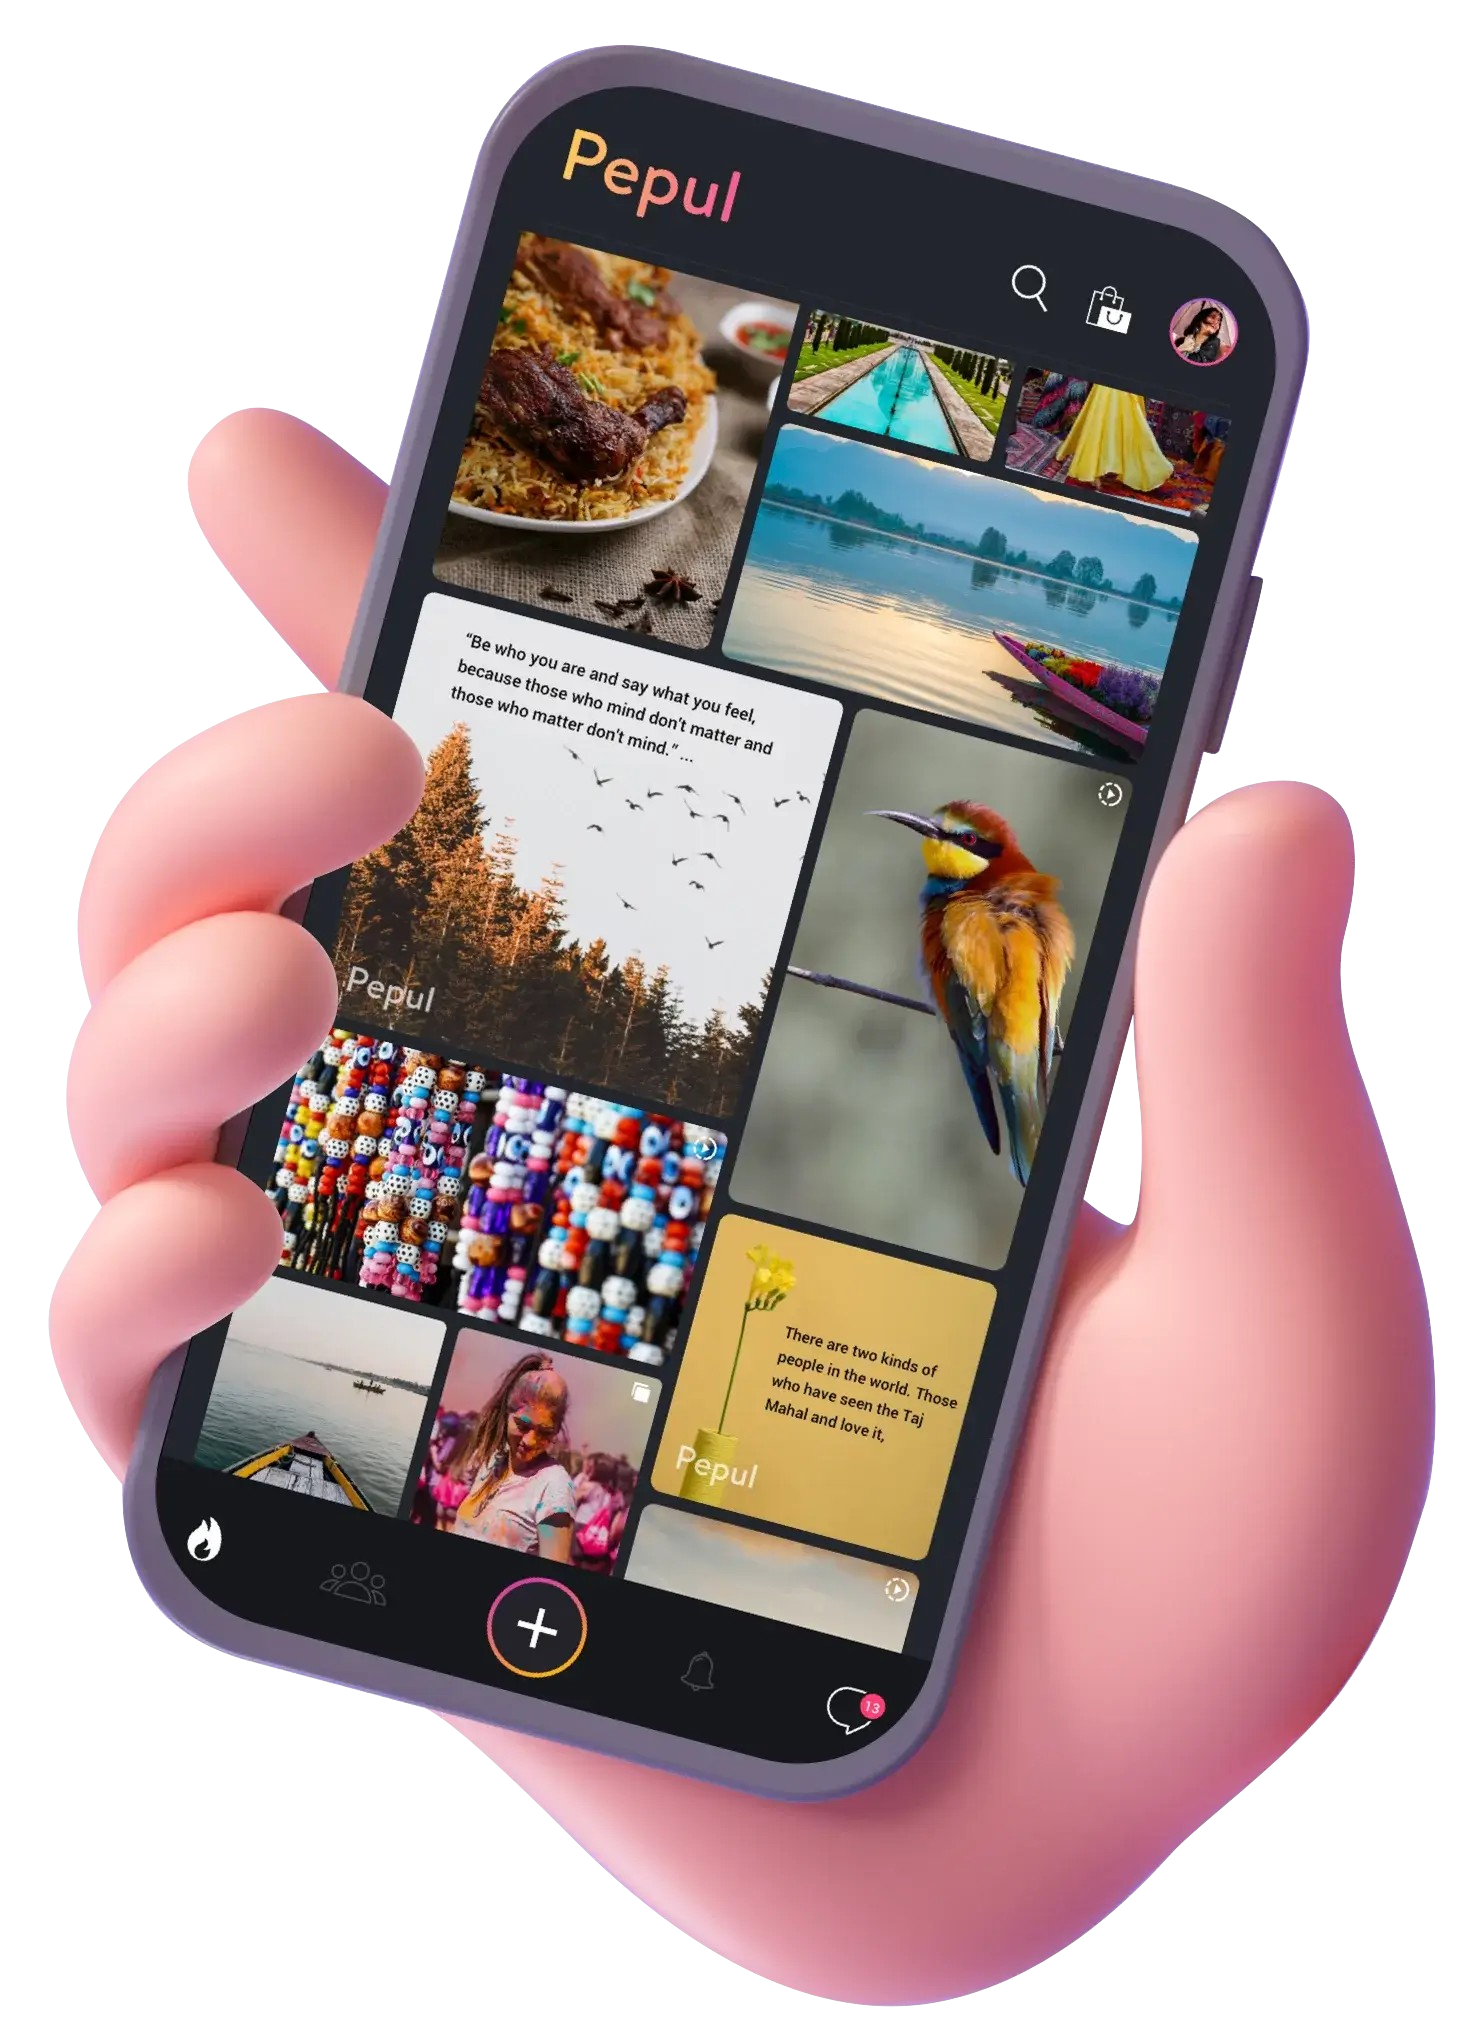 Pepul
“Be who you are and say what you feel,
because those who mind don't matter and
those who matter don't mind.” ...
Pepul
There are two kinds of
people in the world. Those
who have seen the Taj
Mahal and love it,
Pepul
13